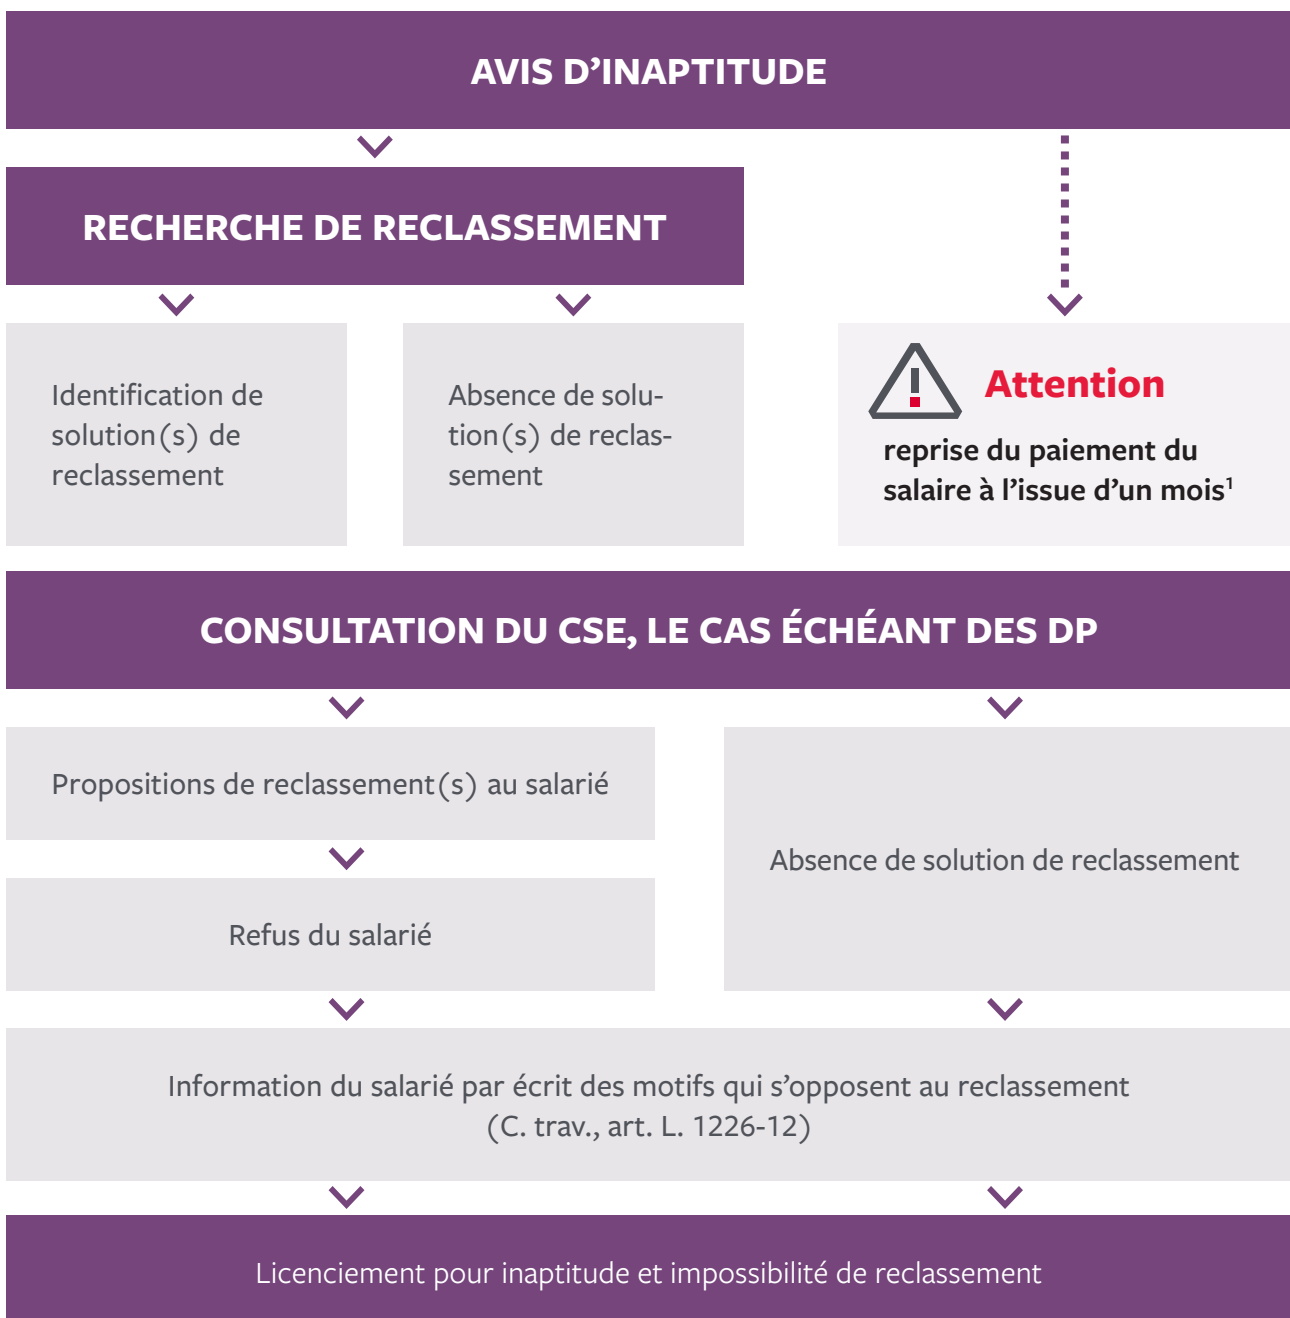 AVIS D’INAPTITUDE
RECHERCHE DE RECLASSEMENT
Identification de
solution(s) de
reclassement
Absence de solu-
tion(s) de reclas-
sement
Attention
reprise du paiement du
salaire à l’issue d’un mois¹
CONSULTATION DU CSE, LE CAS ÉCHÉANT DES DP
Propositions de reclassement(s) au salarié
Refus du salarié
Absence de solution de reclassement
Information du salarié par écrit des motifs qui s’opposent au reclassement
(C. trav., art. L. 1226-12)
Licenciement pour inaptitude et impossibilité de reclassement